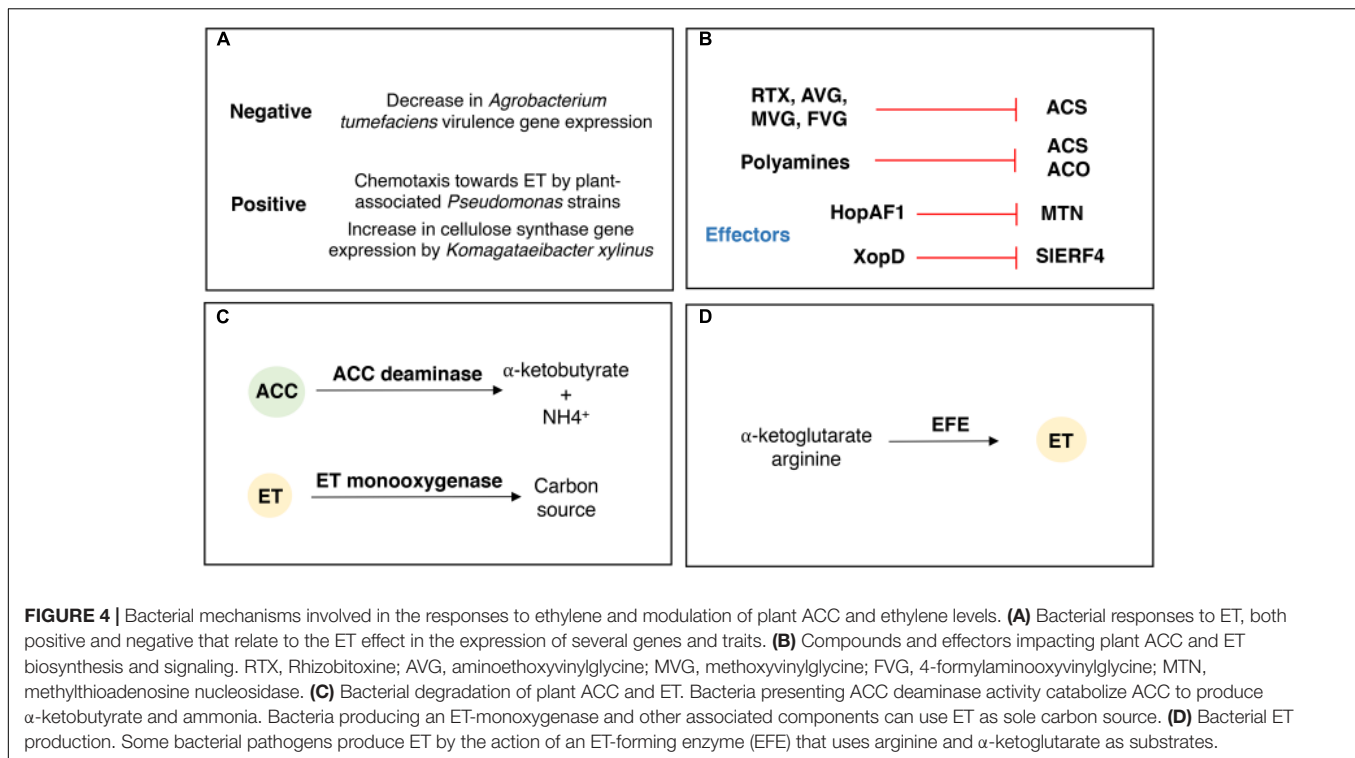 A
Negative
Decrease in Agrobacterium
tumefaciens virulence gene expression
Positive
Chemotaxis towards ET by plant-
associated Pseudomonas strains
Increase in cellulose synthase gene
expression by Komagataeibacter xylinus
B
RTX, AVG,
MVG, FVG
ACS
Polyamines
ACS
ACO
Effectors
HopAF1
MTN
XopD
SlERF4
C
ACC
ACC deaminase
α-ketobutyrate
+
NH4⁺
ET
ET monooxygenase
Carbon
source
D
α-ketoglutarate
arginine
EFE
ET
FIGURE 4 | Bacterial mechanisms involved in the responses to ethylene and modulation of plant ACC and ethylene levels. (A) Bacterial responses to ET, both
positive and negative that relate to the ET effect in the expression of several genes and traits. (B) Compounds and effectors impacting plant ACC and ET
biosynthesis and signaling. RTX, Rhizobitoxine; AVG, aminoethoxyvinylglycine; MVG, methoxyvinylglycine; FVG, 4-formylaminooxyvinylglycine; MTN,
methylthioadenosine nucleosidase. (C) Bacterial degradation of plant ACC and ET. Bacteria presenting ACC deaminase activity catabolize ACC to produce
α-ketobutyrate and ammonia. Bacteria producing an ET-monoxygenase and other associated components can use ET as sole carbon source. (D) Bacterial ET
production. Some bacterial pathogens produce ET by the action of an ET-forming enzyme (EFE) that uses arginine and α-ketoglutarate as substrates.